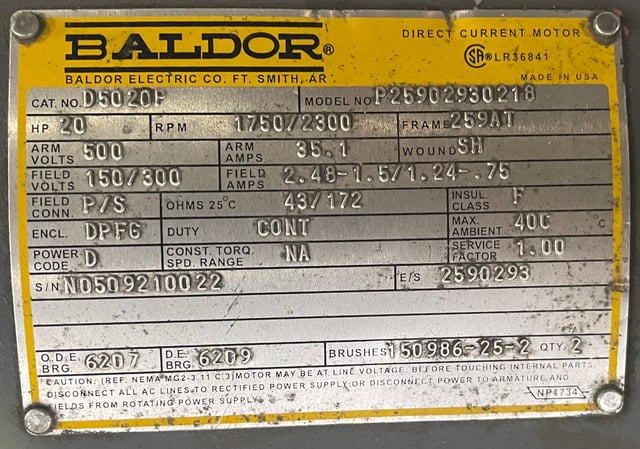 BALDOR®
DIRECT CURRENT MOTOR
SA® LR36841
BALDOR ELECTRIC CO. FT. SMITH, AR
MADE IN USA
CAT. NO. D5020P MODEL NO P25902930218
HP 20 RPM 1750/2300 FRAME 259AT
ARM VOLTS 500 ARM AMPS 35.1 WOUND SH
FIELD VOLTS 150/300 FIELD AMPS 2.48-1.5/1.24-.75
FIELD CONN. P/S OHMS 25°C 43/172 INSUL. CLASS F
ENCL. DPFG DUTY CONT MAX. AMBIENT 40C °C
POWER CODE D CONST. TORQ. SPD. RANGE NA SERVICE FACTOR 1.00
S/N N0509210022 E/S 2590293
O.D.E. BRG. 6207 D.E. BRG. 6209 BRUSHES 150986-25-2 QTY. 2
CAUTION: (REF. NEMA MG2-3.11 C.3) MOTOR MAY BE AT LINE VOLTAGE. BEFORE TOUCHING INTERNAL PARTS,
DISCONNECT ALL AC LINES TO RECTIFIED POWER SUPPLY OR DISCONNECT POWER TO ARMATURE AND
FIELDS FROM ROTATING POWER SUPPLY.
NP1734